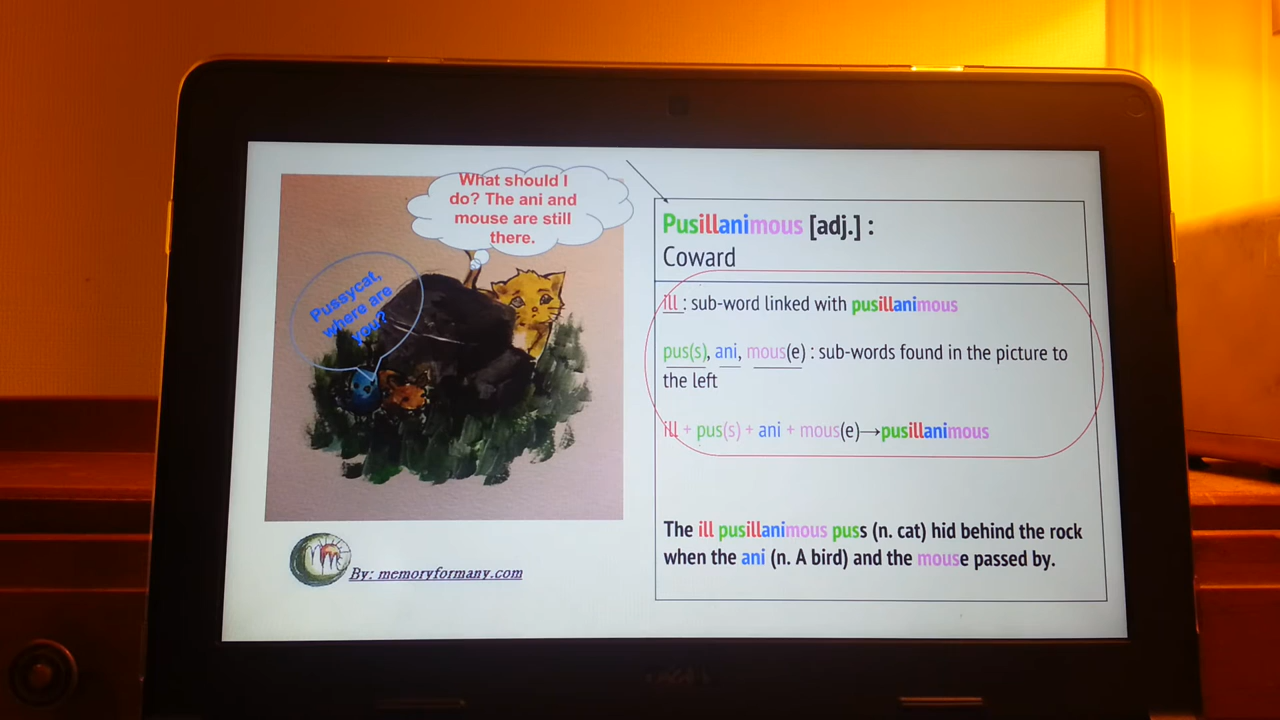 What should I
do? The ani and
mouse are still
there.
Pussycat,
where are
you?
Pusillanimous [adj.] :
Coward
ill : sub-word linked with pusillanimous
pus(s), ani, mous(e) : sub-words found in the picture to
the left
ill + pus(s) + ani + mous(e)→pusillanimous
The ill pusillanimous puss (n. cat) hid behind the rock
when the ani (n. A bird) and the mouse passed by.
By: memoryformany.com